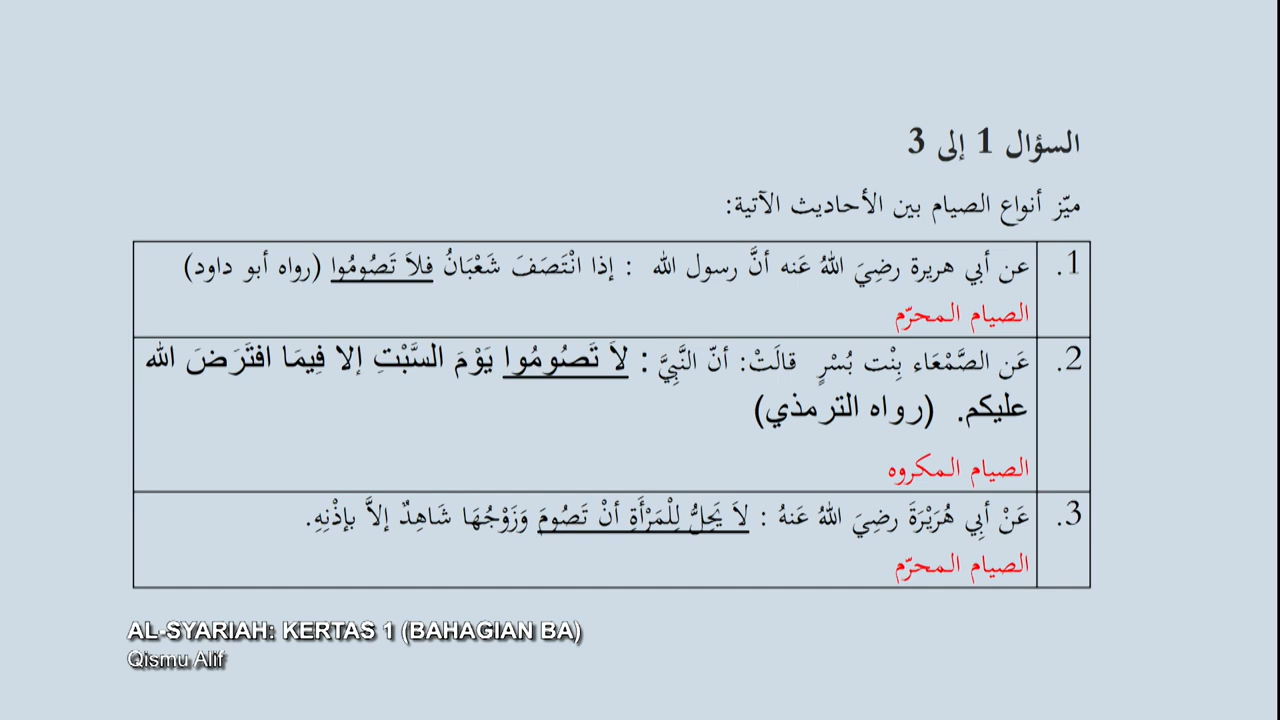 السؤال 1 إلى 3
ميّز أنواع الصيام بين الأحاديث الآتية:
1. عن أبي هريرة رضِيَ اللهُ عَنه أنَّ رسول الله : إذا انْتَصَفَ شَعْبَانُ فلاَ تَصُومُوا (رواه أبو داود)
الصيام المحرّم
2. عَن الصَّمْعَاء بِنْت بُسْرٍ قالَتْ: أنّ النَّبِيَّ : لاَ تَصُومُوا يَوْمَ السَّبْتِ إلا فِيمَا افتَرَضَ الله
عليكم. (رواه الترمذي)
الصيام المكروه
3. عَنْ أبِي هُرَيْرَةَ رضِيَ اللهُ عَنهُ : لاَ يَحِلُّ لِلْمَرْأَةِ أنْ تَصُومَ وَزَوْجُهَا شَاهِدٌ إلاَّ بإذْنِهِ.
الصيام المحرّم
AL-SYARIAH: KERTAS 1 (BAHAGIAN BA)
Qismu Alif